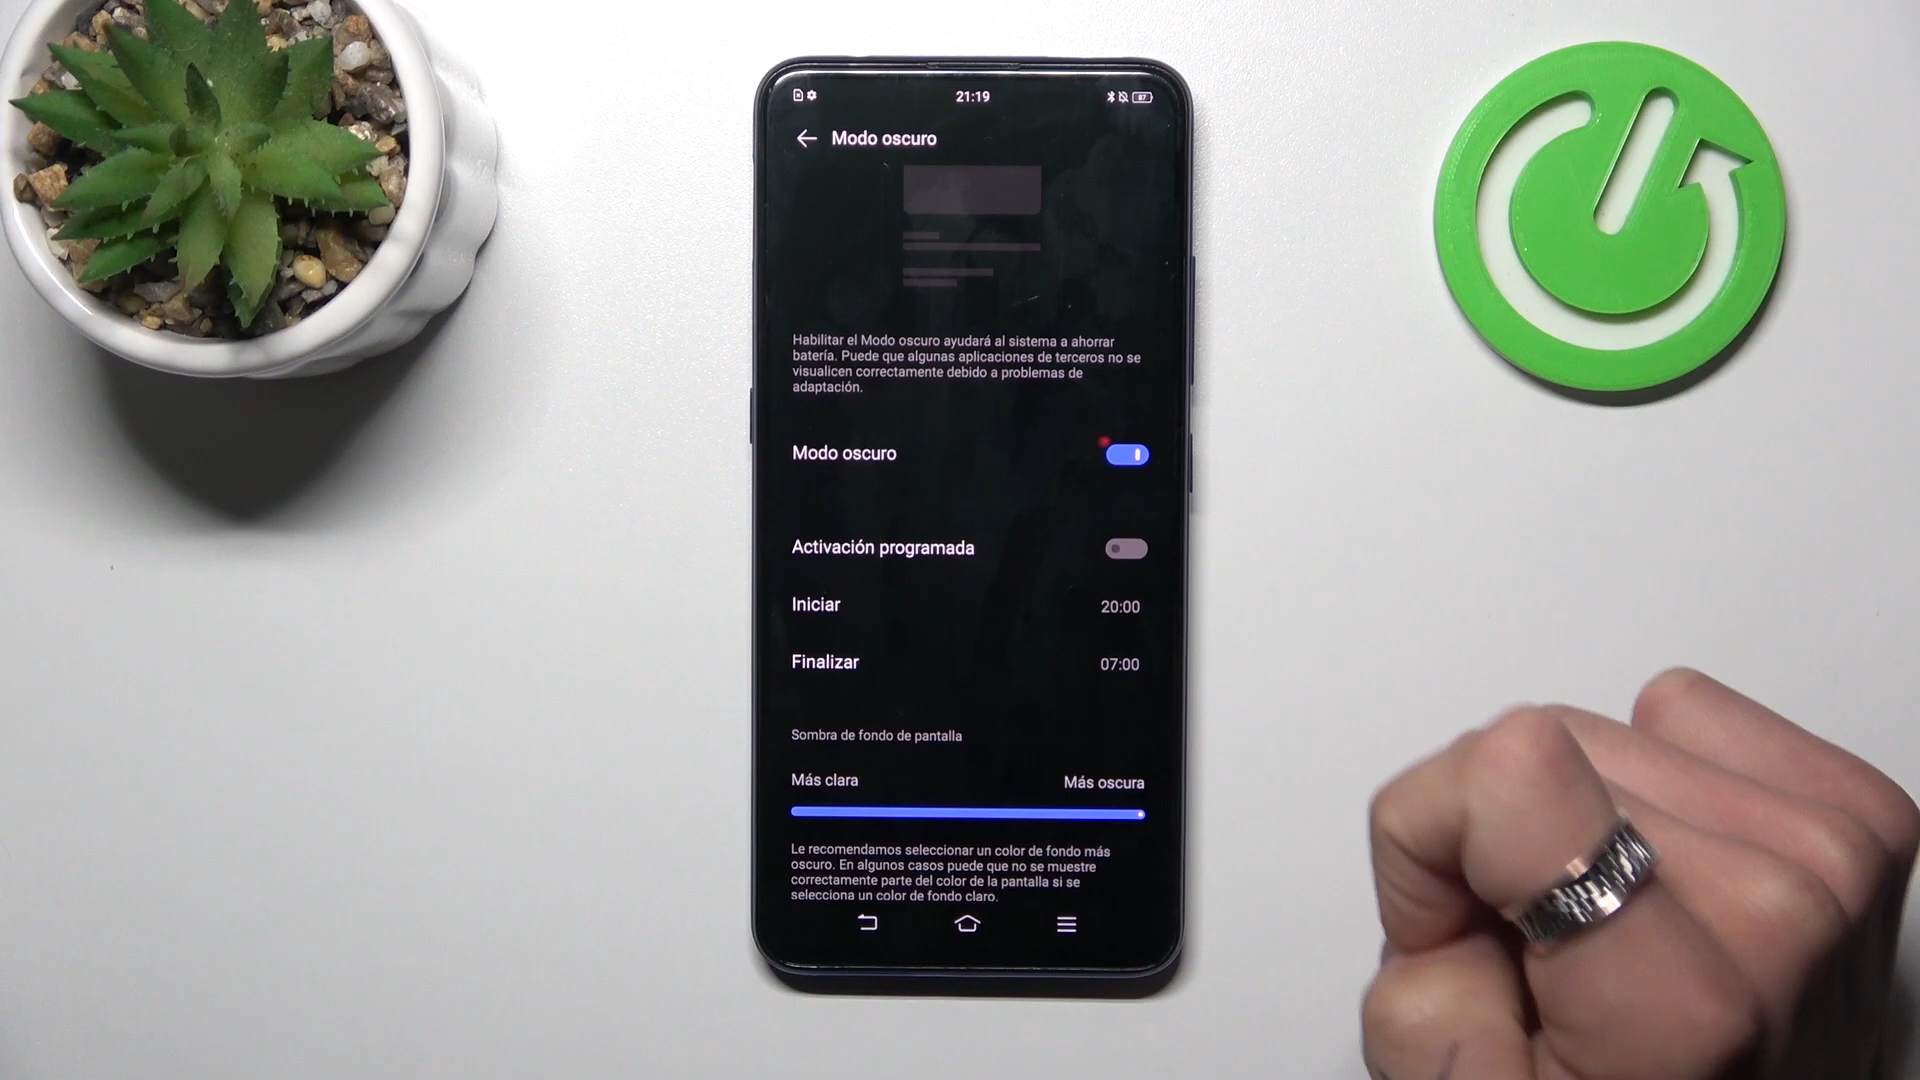 21:19
87
Modo oscuro
Habilitar el Modo oscuro ayudará al sistema a ahorrar
batería. Puede que algunas aplicaciones de terceros no se
visualicen correctamente debido a problemas de
adaptación.
Modo oscuro
Activación programada
Iniciar 20:00
Finalizar 07:00
Sombra de fondo de pantalla
Más clara Más oscura
Le recomendamos seleccionar un color de fondo más
oscuro. En algunos casos puede que no se muestre
correctamente parte del color de la pantalla si se
selecciona un color de fondo claro.